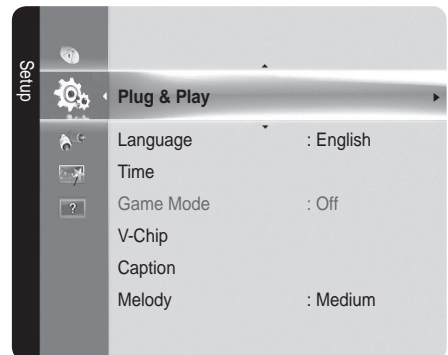 Setup
Plug & Play
Language : English
Time
Game Mode : Off
V-Chip
Caption
Melody : Medium
?